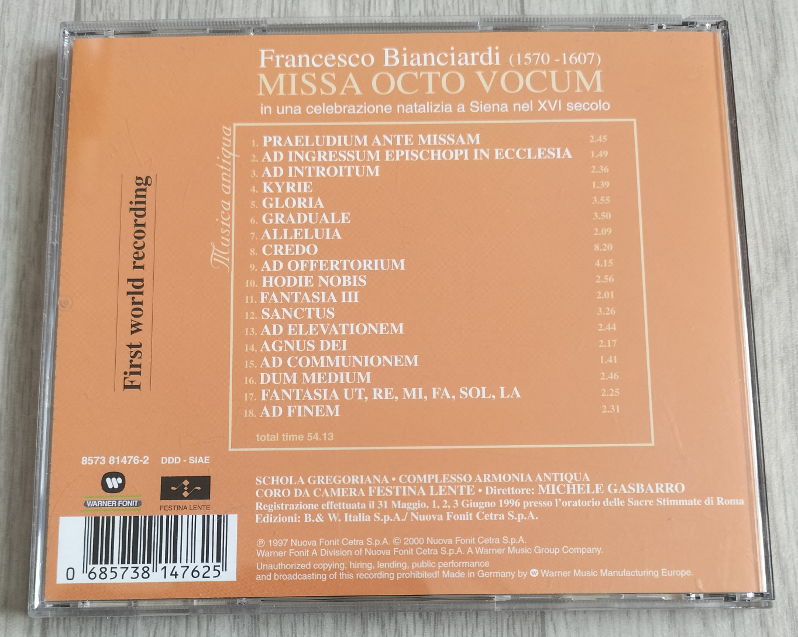 Francesco Bianciardi (1570 -1607)
MISSA OCTO VOCUM
in una celebrazione natalizia a Siena nel XVI secolo
Musica antiqua
First world recording
1. PRAELUDIUM ANTE MISSAM 2.45
2. AD INGRESSUM EPISCHOPI IN ECCLESIA 1.49
3. AD INTROITUM 2.36
4. KYRIE 1.39
5. GLORIA 3.55
6. GRADUALE 3.50
7. ALLELUIA 2.09
8. CREDO 8.20
9. AD OFFERTORIUM 4.15
10. HODIE NOBIS 2.56
11. FANTASIA III 2.01
12. SANCTUS 3.26
13. AD ELEVATIONEM 2.44
14. AGNUS DEI 2.17
15. AD COMMUNIONEM 1.41
16. DUM MEDIUM 2.46
17. FANTASIA UT, RE, MI, FA, SOL, LA 2.25
18. AD FINEM 2.31
total time 54.13
8573 81476-2 DDD - SIAE
WARNER FONIT
FESTINA LENTE
SCHOLA GREGORIANA • COMPLESSO ARMONIA ANTIQUA
CORO DA CAMERA FESTINA LENTE • Direttore: MICHELE GASBARRO
Registrazione effettuata il 31 Maggio, 1, 2, 3 Giugno 1996 presso l'oratorio delle Sacre Stimmate di Roma
Edizioni: B.& W. Italia S.p.A./ Nuova Fonit Cetra S.p.A.
℗ 1997 Nuova Fonit Cetra S.p.A. © 2000 Nuova Fonit Cetra S.p.A.
Warner Fonit A Division of Nuova Fonit Cetra S.p.A. A Warner Music Group Company.
Unauthorized copying, hiring, lending, public performance
and broadcasting of this recording prohibited! Made in Germany by Warner Music Manufacturing Europe.
0 685738 147625